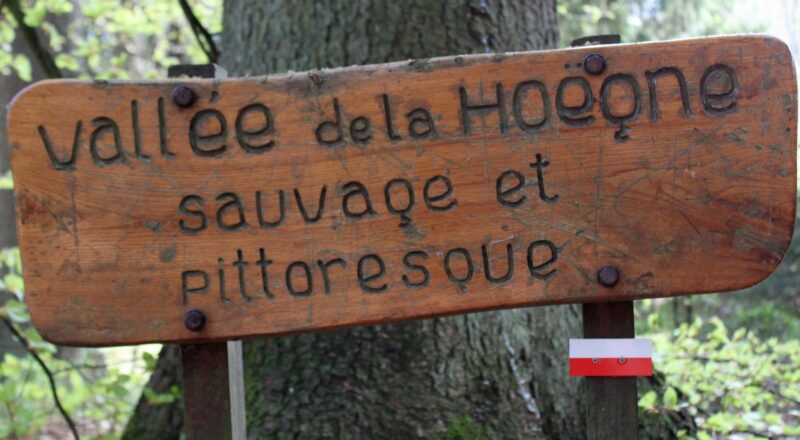 Vallée de la Hoëgne
sauvage et
pittoresque